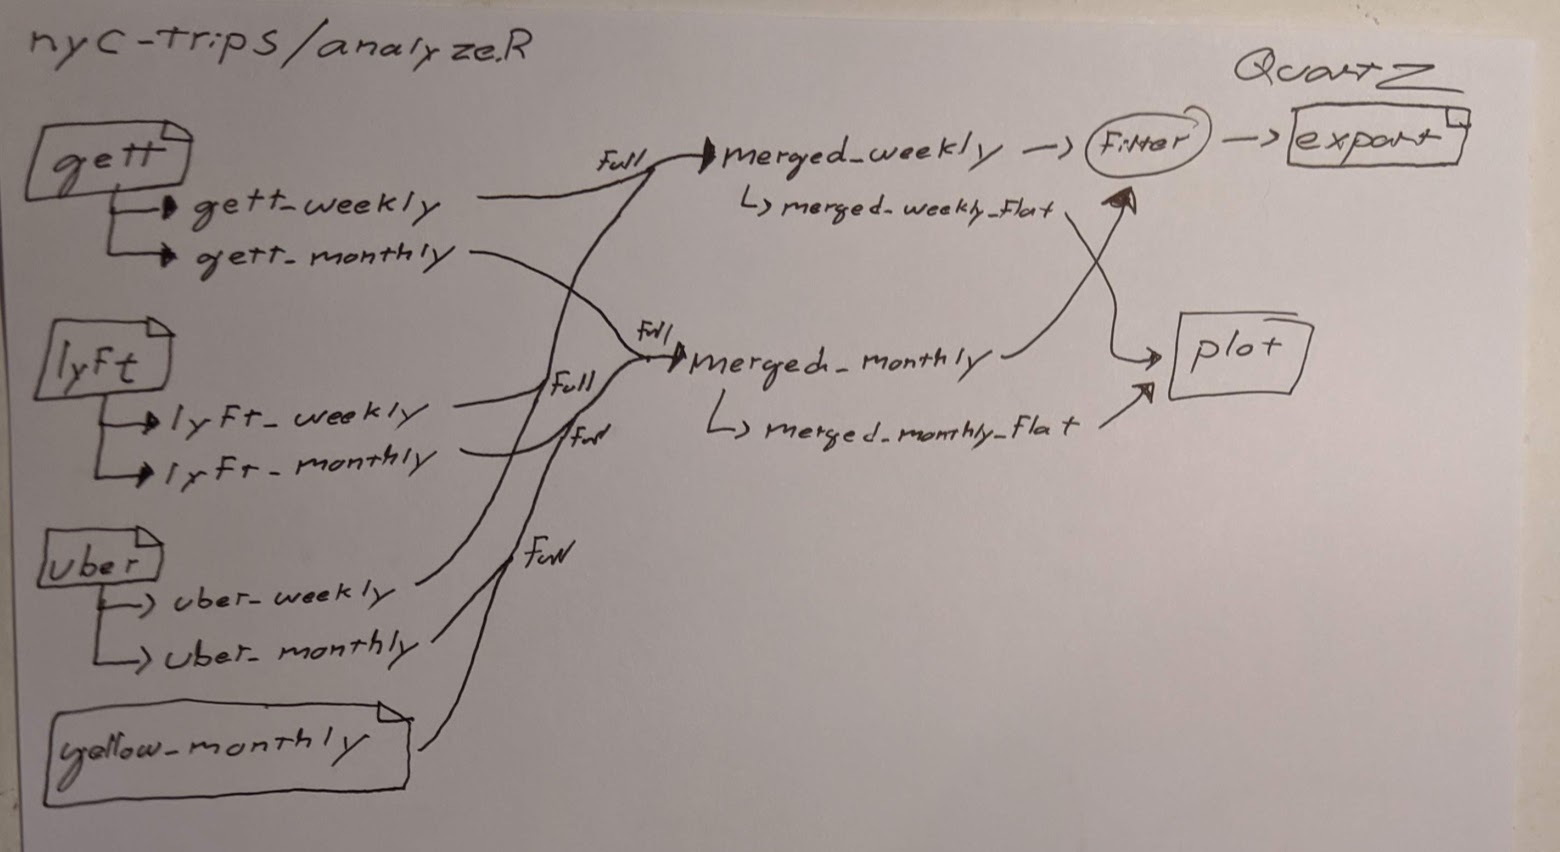 nyc-trips/analyze.R
Quartz
gett
gett_weekly
gett_monthly
lyft
lyft_weekly
lyft_monthly
uber
uber_weekly
uber_monthly
yellow_monthly
Full
Full
Full
Full
Full
merged_weekly
merged_weekly_flat
merged_monthly
merged_monthly_flat
Filter
export
plot